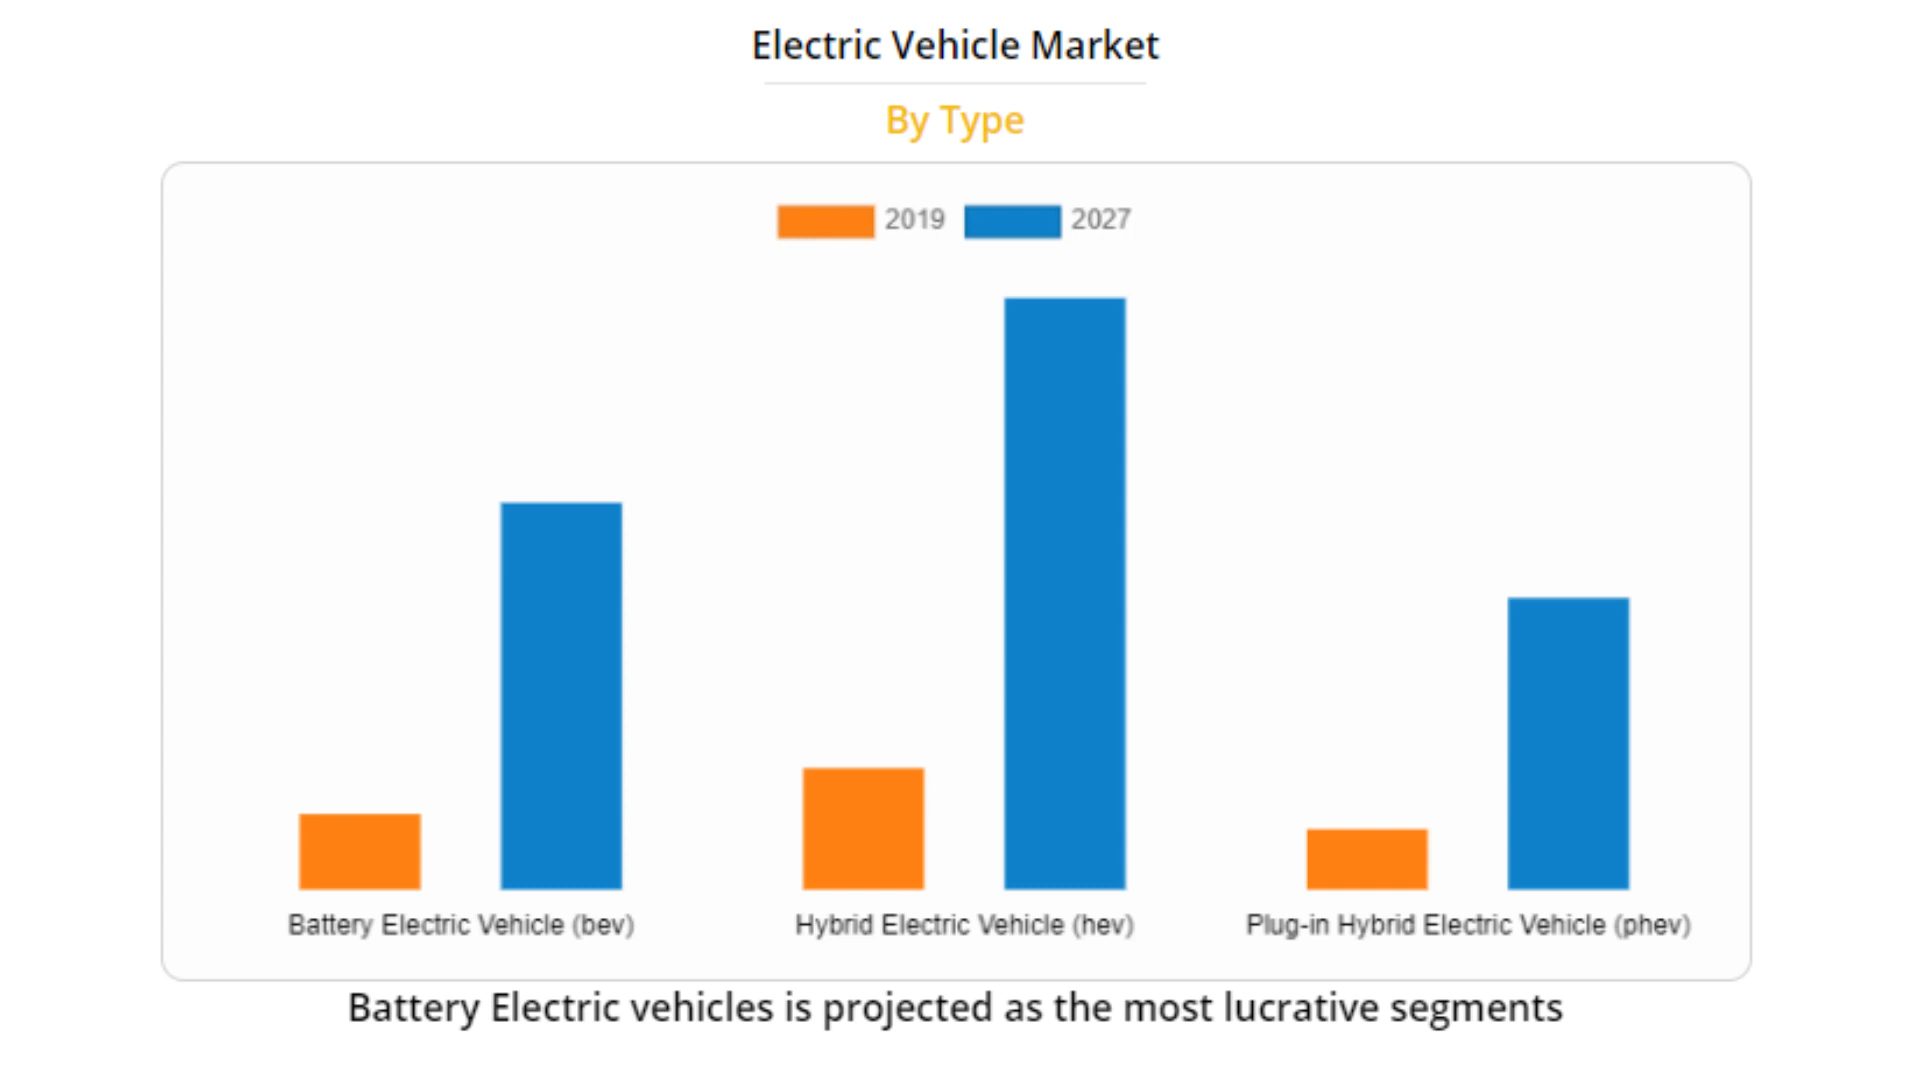 Electric Vehicle Market
By Type
2019 2027
Battery Electric Vehicle (bev) Hybrid Electric Vehicle (hev) Plug-in Hybrid Electric Vehicle (phev)
Battery Electric vehicles is projected as the most lucrative segments